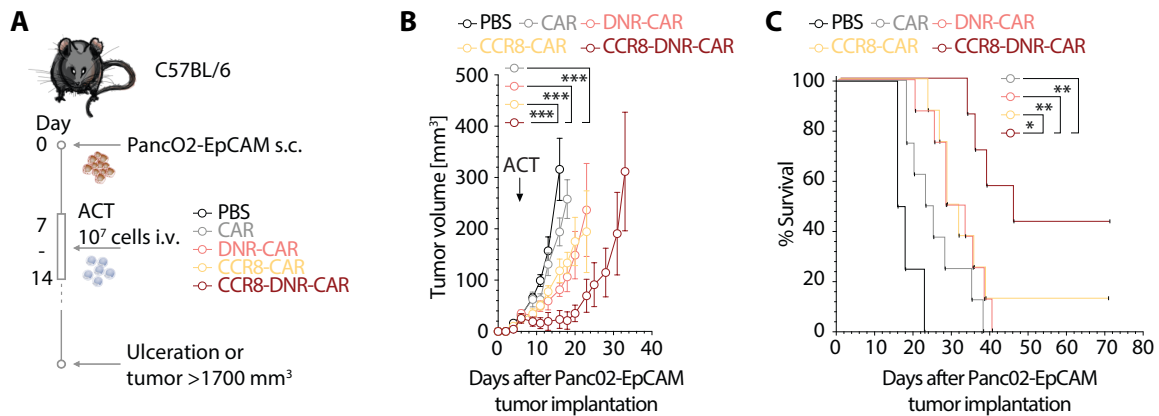 A
C57BL/6
Day
0
PancO2-EpCAM s.c.
7
-
14
ACT
10⁷ cells i.v.
PBS
CAR
DNR-CAR
CCR8-CAR
CCR8-DNR-CAR
Ulceration or
tumor >1700 mm³
B
PBS CAR DNR-CAR
CCR8-CAR CCR8-DNR-CAR
500
400
300
200
100
0
Tumor volume [mm³]
***
***
***
ACT
0 10 20 30 40
Days after Panc02-EpCAM
tumor implantation
C
PBS CAR DNR-CAR
CCR8-CAR CCR8-DNR-CAR
100
80
60
40
20
0
% Survival
**
**
*
0 10 20 30 40 50 60 70 80
Days after Panc02-EpCAM
tumor implantation